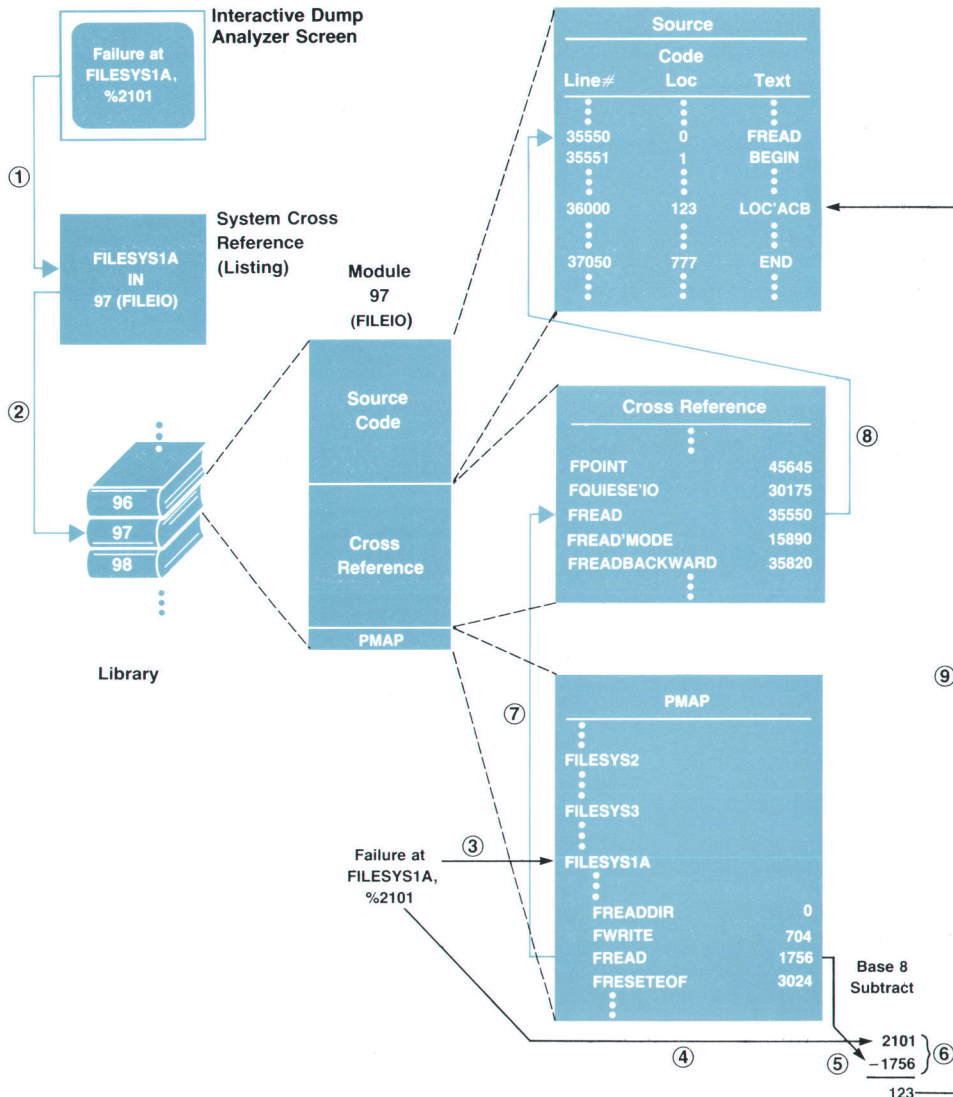 Interactive Dump
Analyzer Screen
Failure at
FILESYS1A,
%2101
①
System Cross
Reference
(Listing)
FILESYS1A
IN
97 (FILEIO)
②
96
97
98
Library
Module
97
(FILEIO)
Source
Code
Cross
Reference
PMAP
Source
Code
Line# Loc Text
35550 0 FREAD
35551 1 BEGIN
36000 123 LOC'ACB
37050 777 END
Cross Reference
FPOINT 45645
FQUIESE'IO 30175
FREAD 35550
FREAD'MODE 15890
FREADBACKWARD 35820
⑧
⑨
⑦
PMAP
FILESYS2
FILESYS3
FILESYS1A
FREADDIR 0
FWRITE 704
FREAD 1756
FRESETEOF 3024
Failure at
FILESYS1A,
%2101
③
④
Base 8
Subtract
⑤
2101
−1756
⑥
123